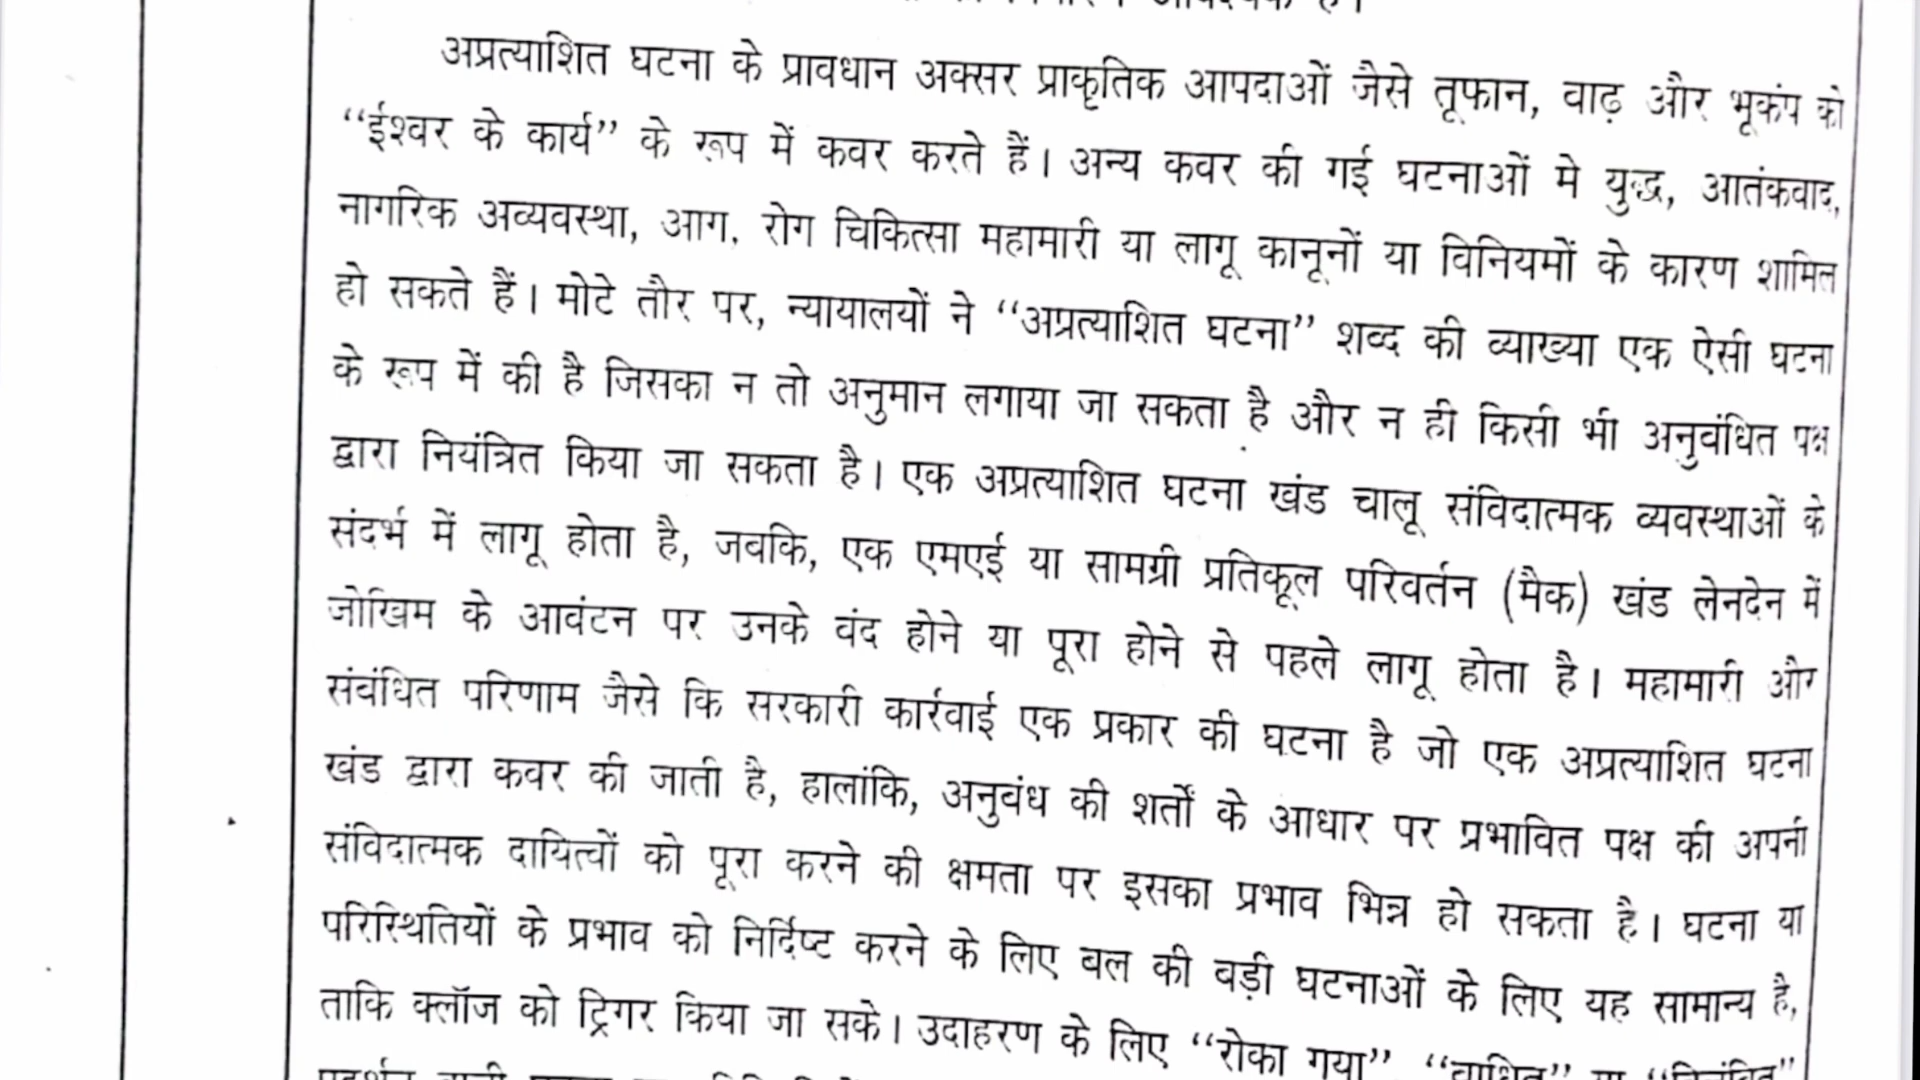 अप्रत्याशित घटना के प्रावधान अक्सर प्राकृतिक आपदाओं जैसे तूफान, वाढ़ और भूकंप को
“ईश्वर के कार्य” के रूप में कवर करते हैं। अन्य कवर की गई घटनाओं मे युद्ध, आतंकवाद,
नागरिक अव्यवस्था, आग, रोग चिकित्सा महामारी या लागू कानूनों या विनियमों के कारण शामिल
हो सकते हैं। मोटे तौर पर, न्यायालयों ने “अप्रत्याशित घटना” शव्द की व्याख्या एक ऐसी घटना
के रूप में की है जिसका न तो अनुमान लगाया जा सकता है और न ही किसी भी अनुवंधित पक्ष
द्वारा नियंत्रित किया जा सकता है। एक अप्रत्याशित घटना खंड चालू संविदात्मक व्यवस्थाओं के
संदर्भ में लागू होता है, जवकि, एक एमएई या सामग्री प्रतिकूल परिवर्तन (मैक) खंड लेनदेन में
जोखिम के आवंटन पर उनके वंद होने या पूरा होने से पहले लागू होता है। महामारी और
संवंधित परिणाम जैसे कि सरकारी कार्रवाई एक प्रकार की घटना है जो एक अप्रत्याशित घटना
खंड द्वारा कवर की जाती है, हालांकि, अनुवंध की शर्तों के आधार पर प्रभावित पक्ष की अपनी
संविदात्मक दायित्वों को पूरा करने की क्षमता पर इसका प्रभाव भिन्न हो सकता है। घटना या
परिस्थितियों के प्रभाव को निर्दिष्ट करने के लिए वल की वड़ी घटनाओं के लिए यह सामान्य है,
ताकि क्लॉज को ट्रिगर किया जा सके। उदाहरण के लिए “रोका गया”, “वाधित” या “विलंवित”